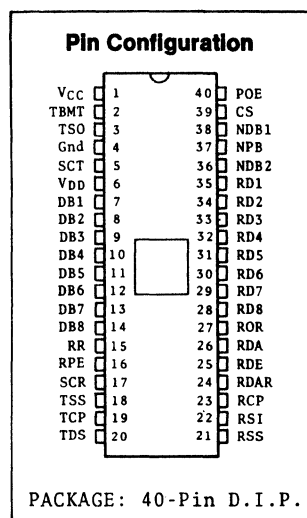 Pin Configuration
VCC 1 40 POE
TBMT 2 39 CS
TSO 3 38 NDB1
Gnd 4 37 NPB
SCT 5 36 NDB2
VDD 6 35 RD1
DB1 7 34 RD2
DB2 8 33 RD3
DB3 9 32 RD4
DB4 10 31 RD5
DB5 11 30 RD6
DB6 12 29 RD7
DB7 13 28 RD8
DB8 14 27 ROR
RR 15 26 RDA
RPE 16 25 RDE
SCR 17 24 RDAR
TSS 18 23 RCP
TCP 19 22 RSI
TDS 20 21 RSS
PACKAGE: 40-Pin D.I.P.